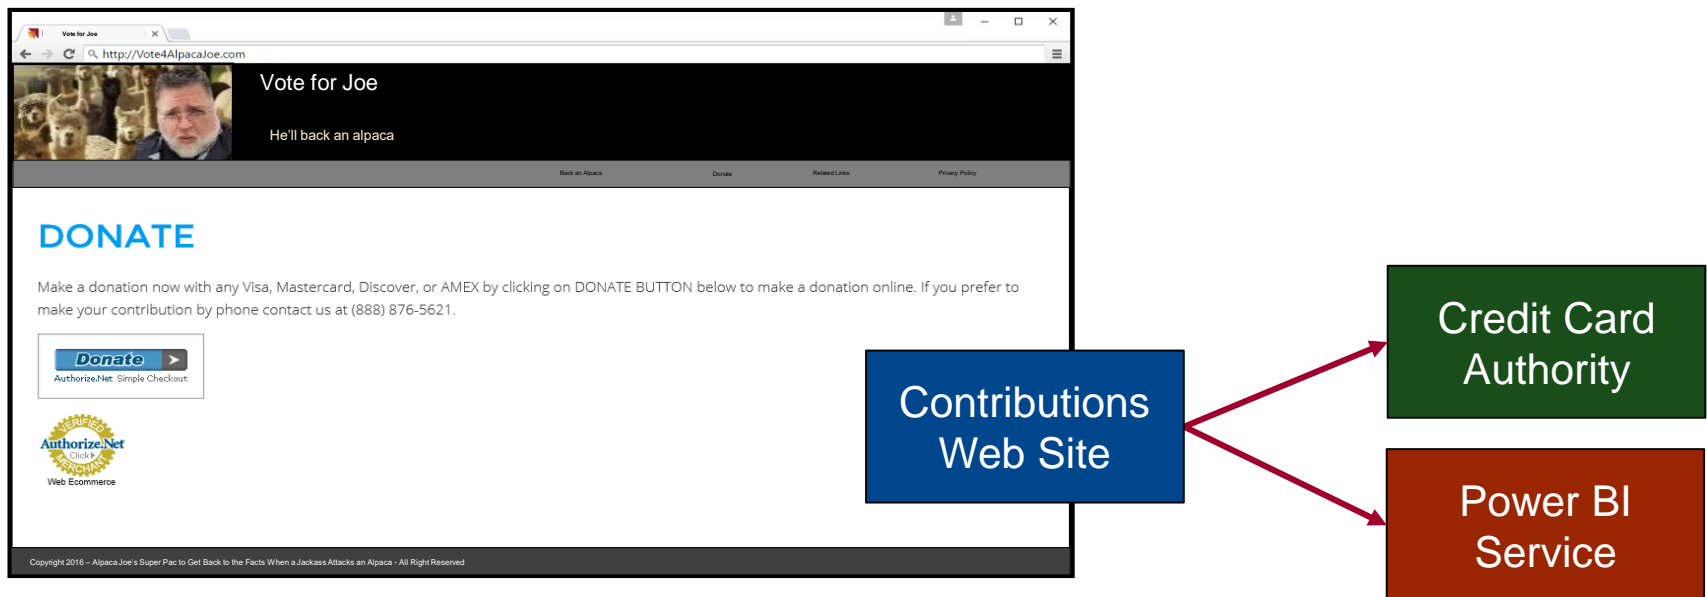 Vote for Joe
http://Vote4AlpacaJoe.com
Vote for Joe
He'll back an alpaca
Back an Alpaca Donate Related Links Privacy Policy
DONATE
Make a donation now with any Visa, Mastercard, Discover, or AMEX by clicking on DONATE BUTTON below to make a donation online. If you prefer to
make your contribution by phone contact us at (888) 876-5621.
Donate
Authorize.Net Simple Checkout
VERIFIED
Authorize.Net
Click
MERCHANT
Web Ecommerce
Copyright 2016 – Alpaca Joe's Super Pac to Get Back to the Facts When a Jackass Attacks an Alpaca - All Right Reserved
Contributions
Web Site
Credit Card
Authority
Power BI
Service